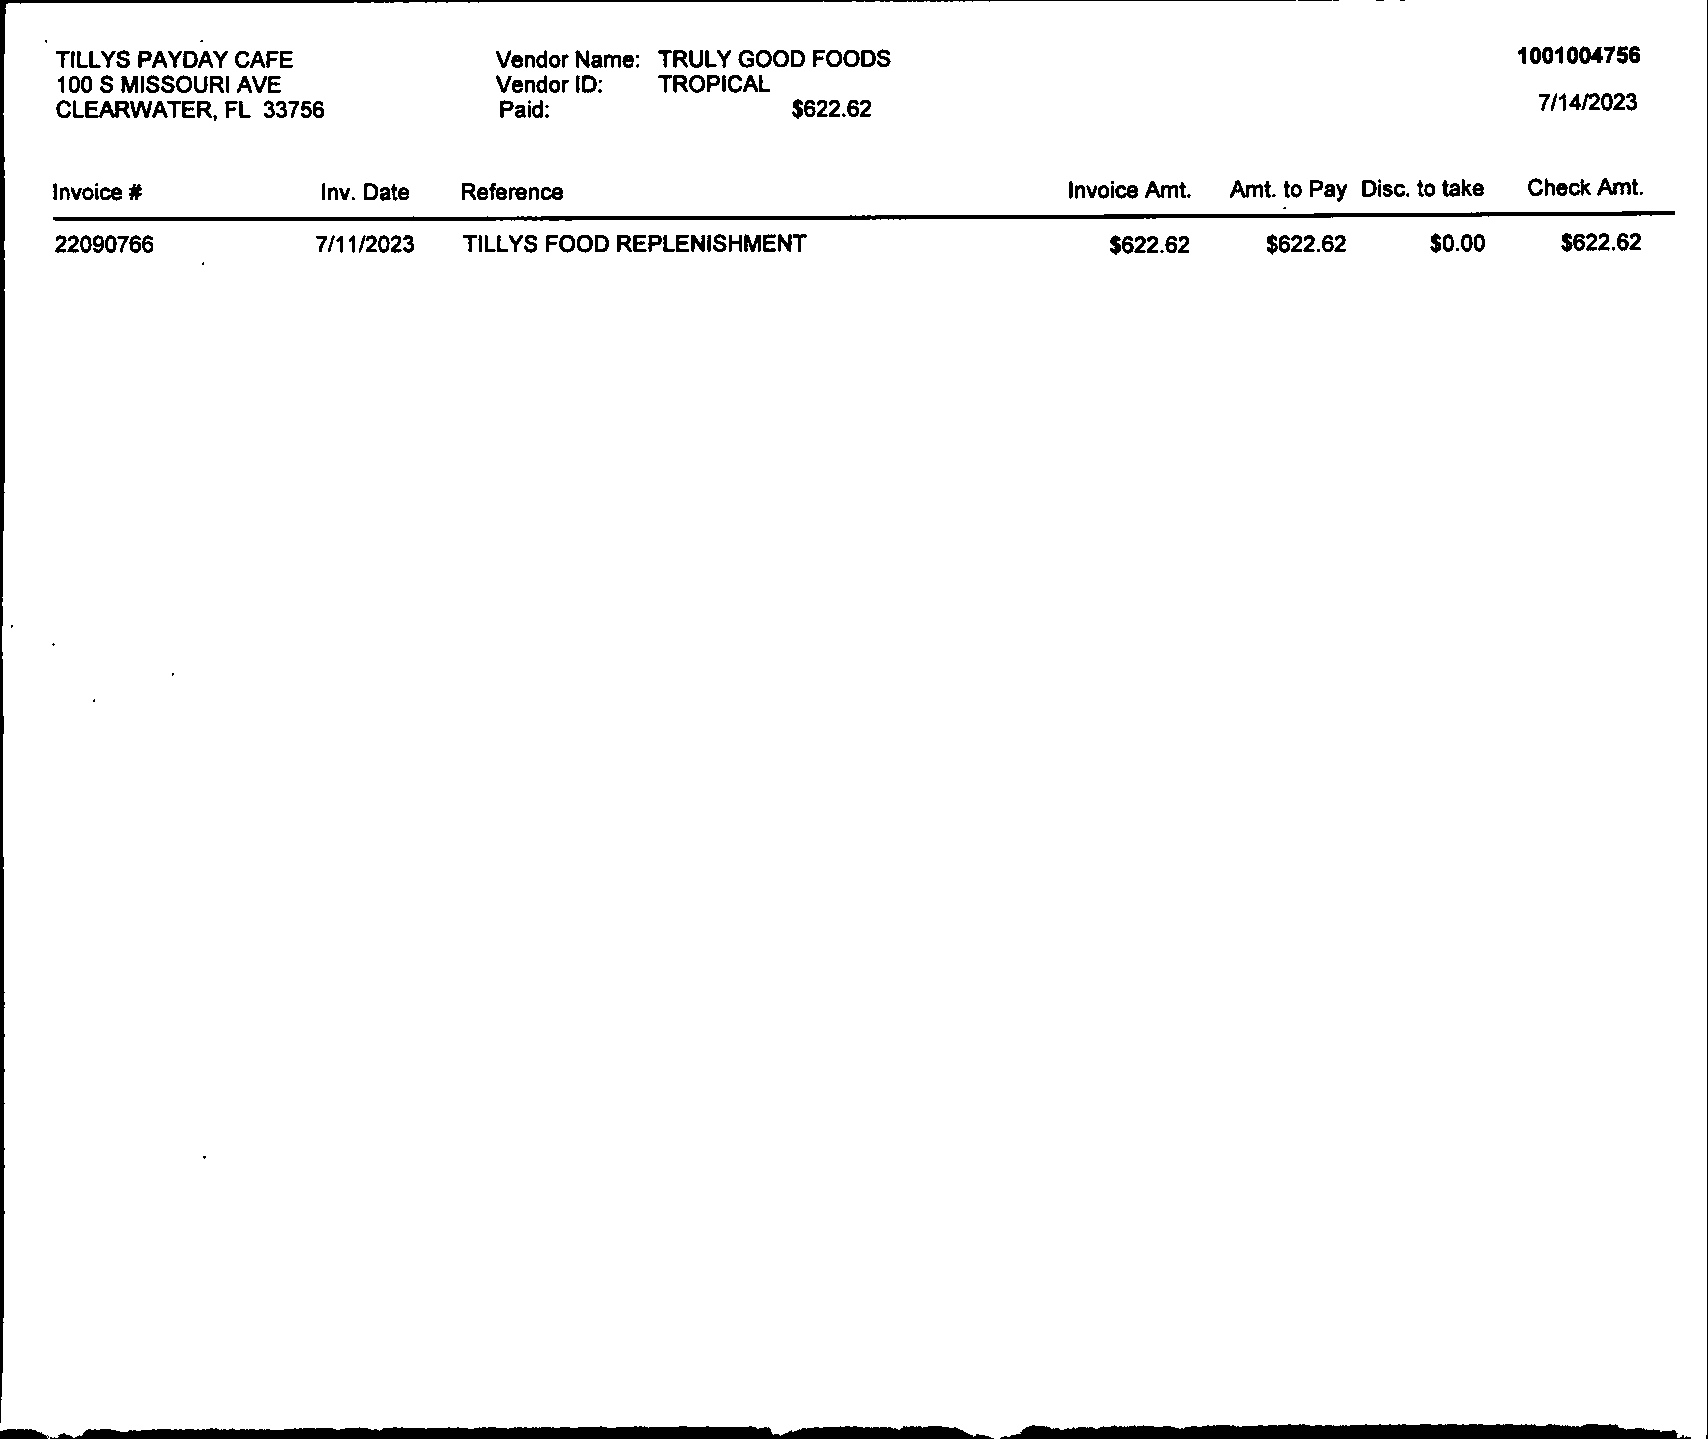 TILLYS PAYDAY CAFE
100 S MISSOURI AVE
CLEARWATER, FL 33756
Vendor Name: TRULY GOOD FOODS
Vendor ID: TROPICAL
Paid: $622.62
1001004756
7/14/2023
Invoice # Inv. Date Reference Invoice Amt. Amt. to Pay Disc. to take Check Amt.
22090766 7/11/2023 TILLYS FOOD REPLENISHMENT $622.62 $622.62 $0.00 $622.62